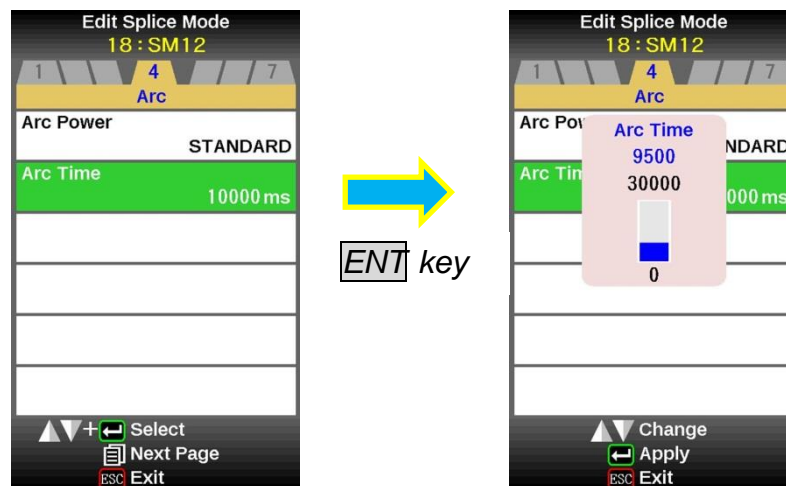 Edit Splice Mode
18 : SM12
1
4
7
Arc
Arc Power
STANDARD
Arc Time
10000 ms
+ Select
Next Page
ESC Exit
ENT key
Edit Splice Mode
18 : SM12
1
4
7
Arc
Arc Pow
NDARD
Arc Tim
000 ms
Arc Time
9500
30000
0
Change
Apply
ESC Exit